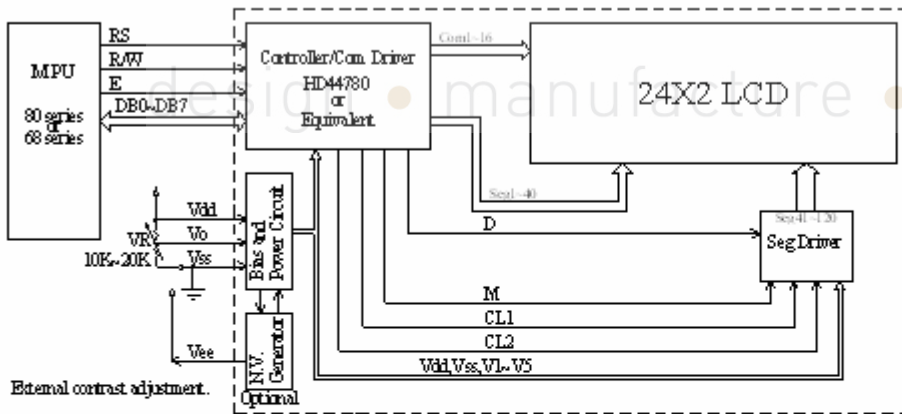 RS
R/W
E
DB0~DB7
MPU
80 series
or
68 series
Controller/Com. Driver
HD44780
or
Equivalent
Com1~16
24X2 LCD
design • manufacture •
Seg1~40
D
Seg41~120
Seg Driver
Vdd
Vo
VR
Vss
10K~20K
Bias and
Power Circuit
M
CL1
CL2
Vdd,Vss,V1~V5
Vee
N.V.
Generator
Optional
External contrast adjustment.